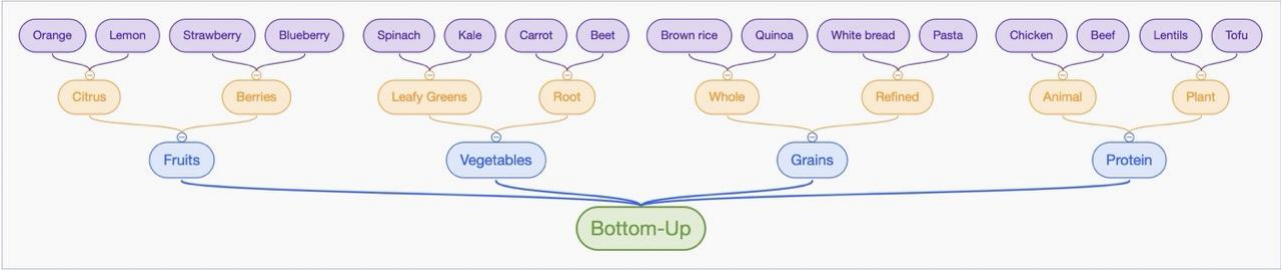 Orange
Lemon
Strawberry
Blueberry
Spinach
Kale
Carrot
Beet
Brown rice
Quinoa
White bread
Pasta
Chicken
Beef
Lentils
Tofu
Citrus
Berries
Leafy Greens
Root
Whole
Refined
Animal
Plant
Fruits
Vegetables
Grains
Protein
Bottom-Up